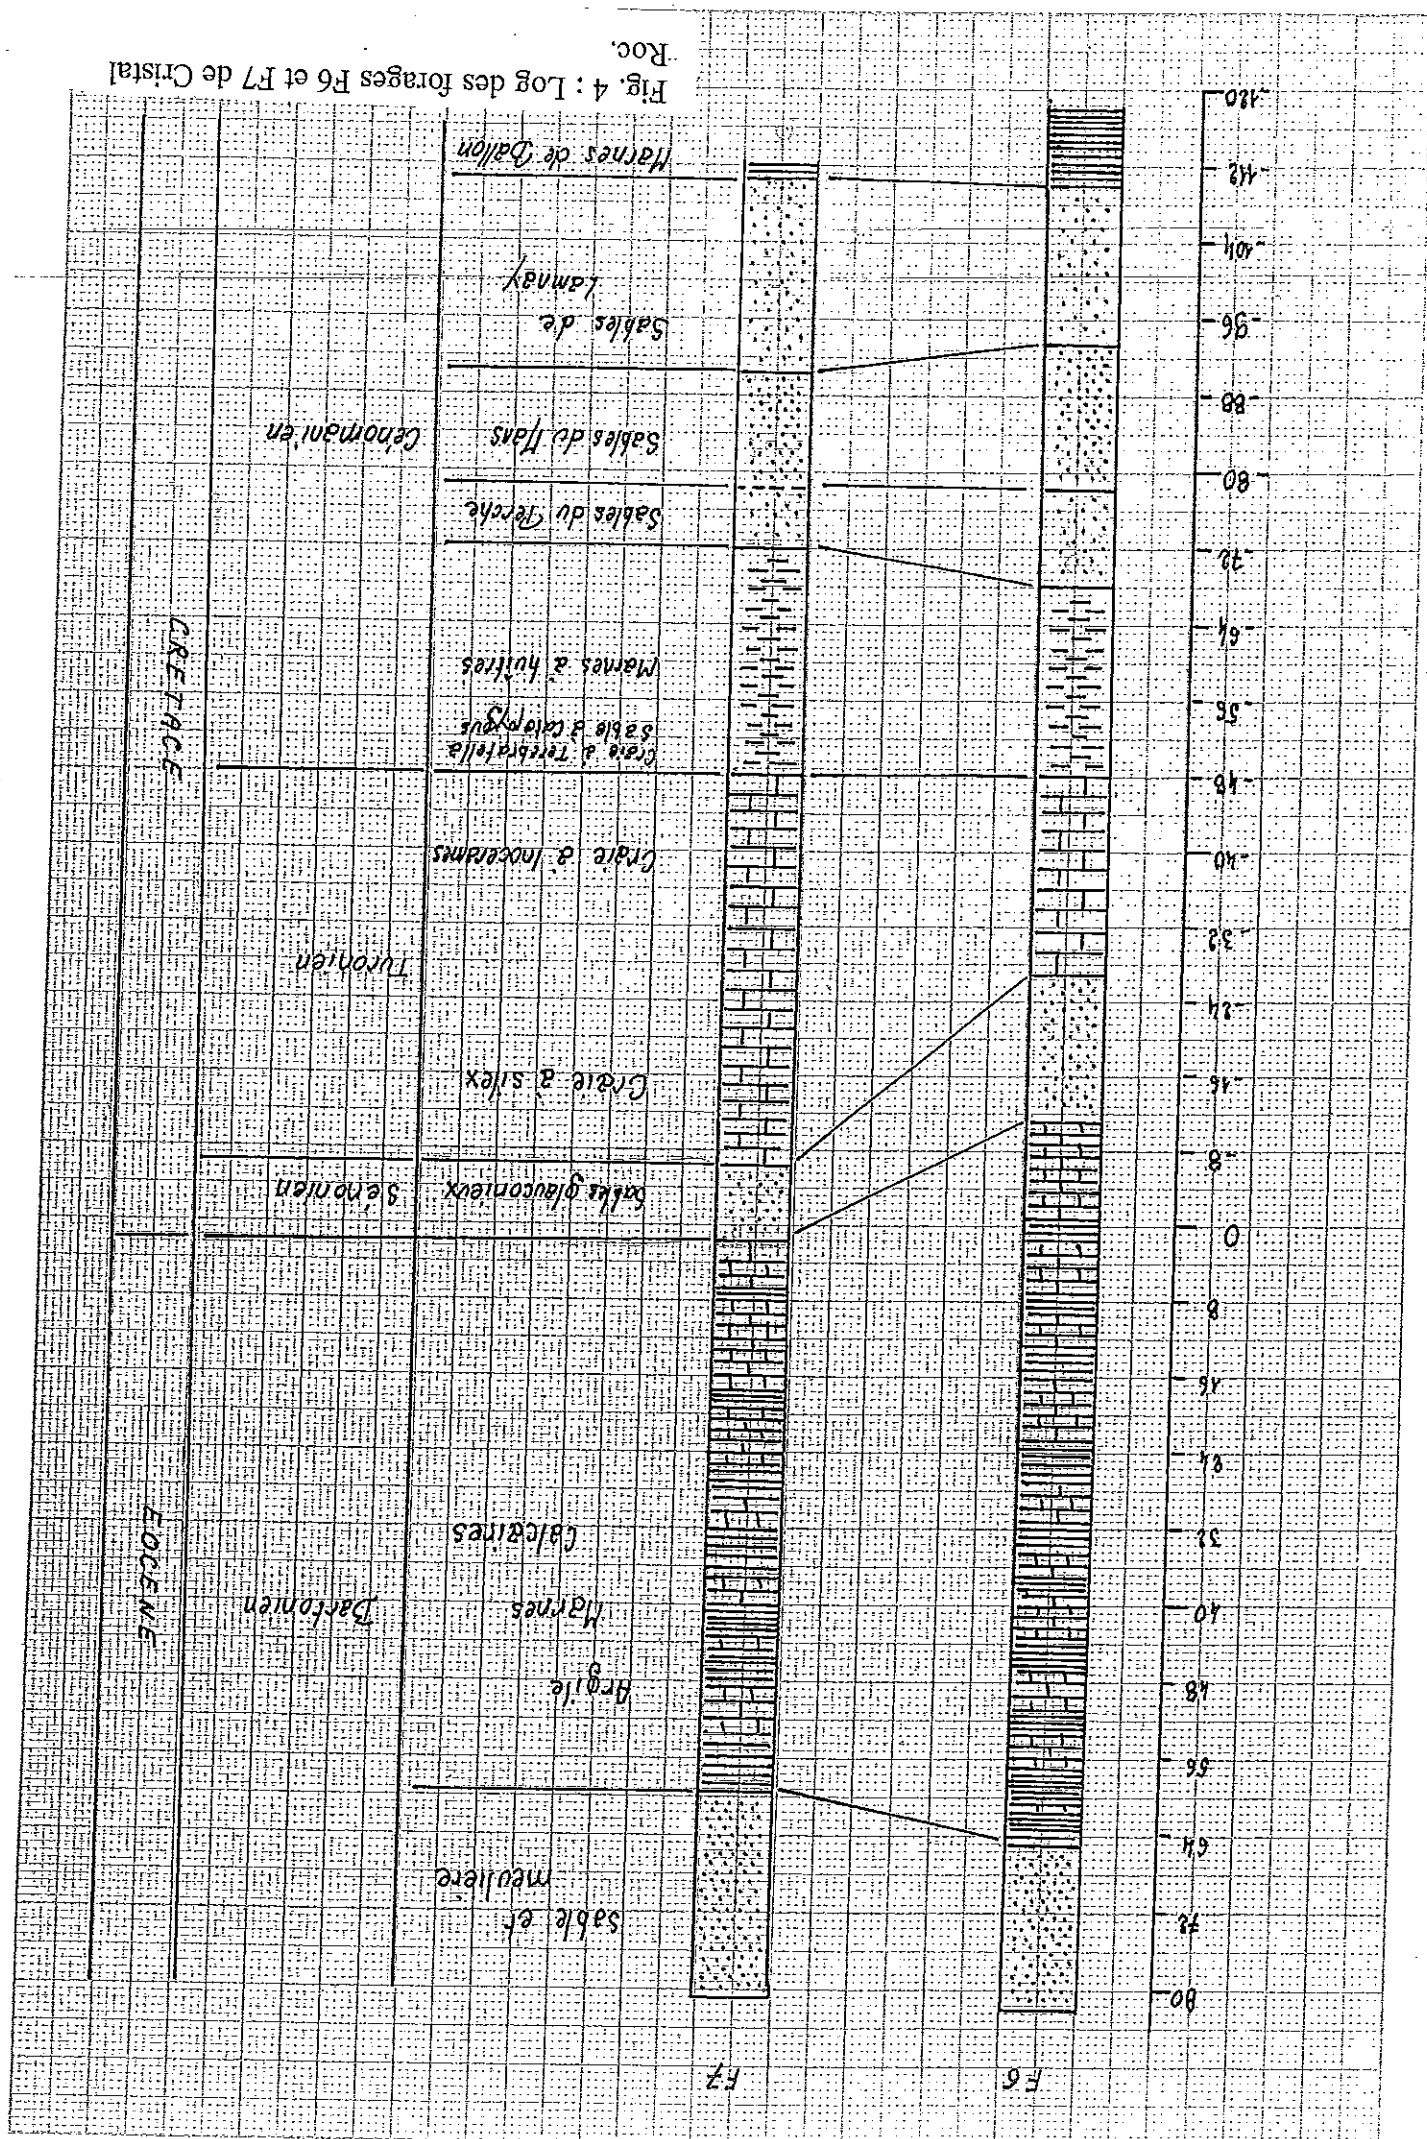 F6
F7
80
72
64
56
48
40
32
24
16
8
0
-8
-16
-24
-32
-40
-48
-56
-64
-72
-80
-88
-96
-104
-112
-120
Sable et
meulière
Argile
Marnes
Calcaires
Bartonien
EOCENE
Sables glauconieux
Sénonien
Craie à silex
Turonien
Craie à Inocerames
CRETACE
Craie à Terebratella
Sable à Catopygus
Marnes à huîtres
Sables du Perche
Sables du Mans
Cénomanien
Sables de
Lamnay
Marnes de Ballon
Fig. 4 : Log des forages F6 et F7 de Cristal
Roc.